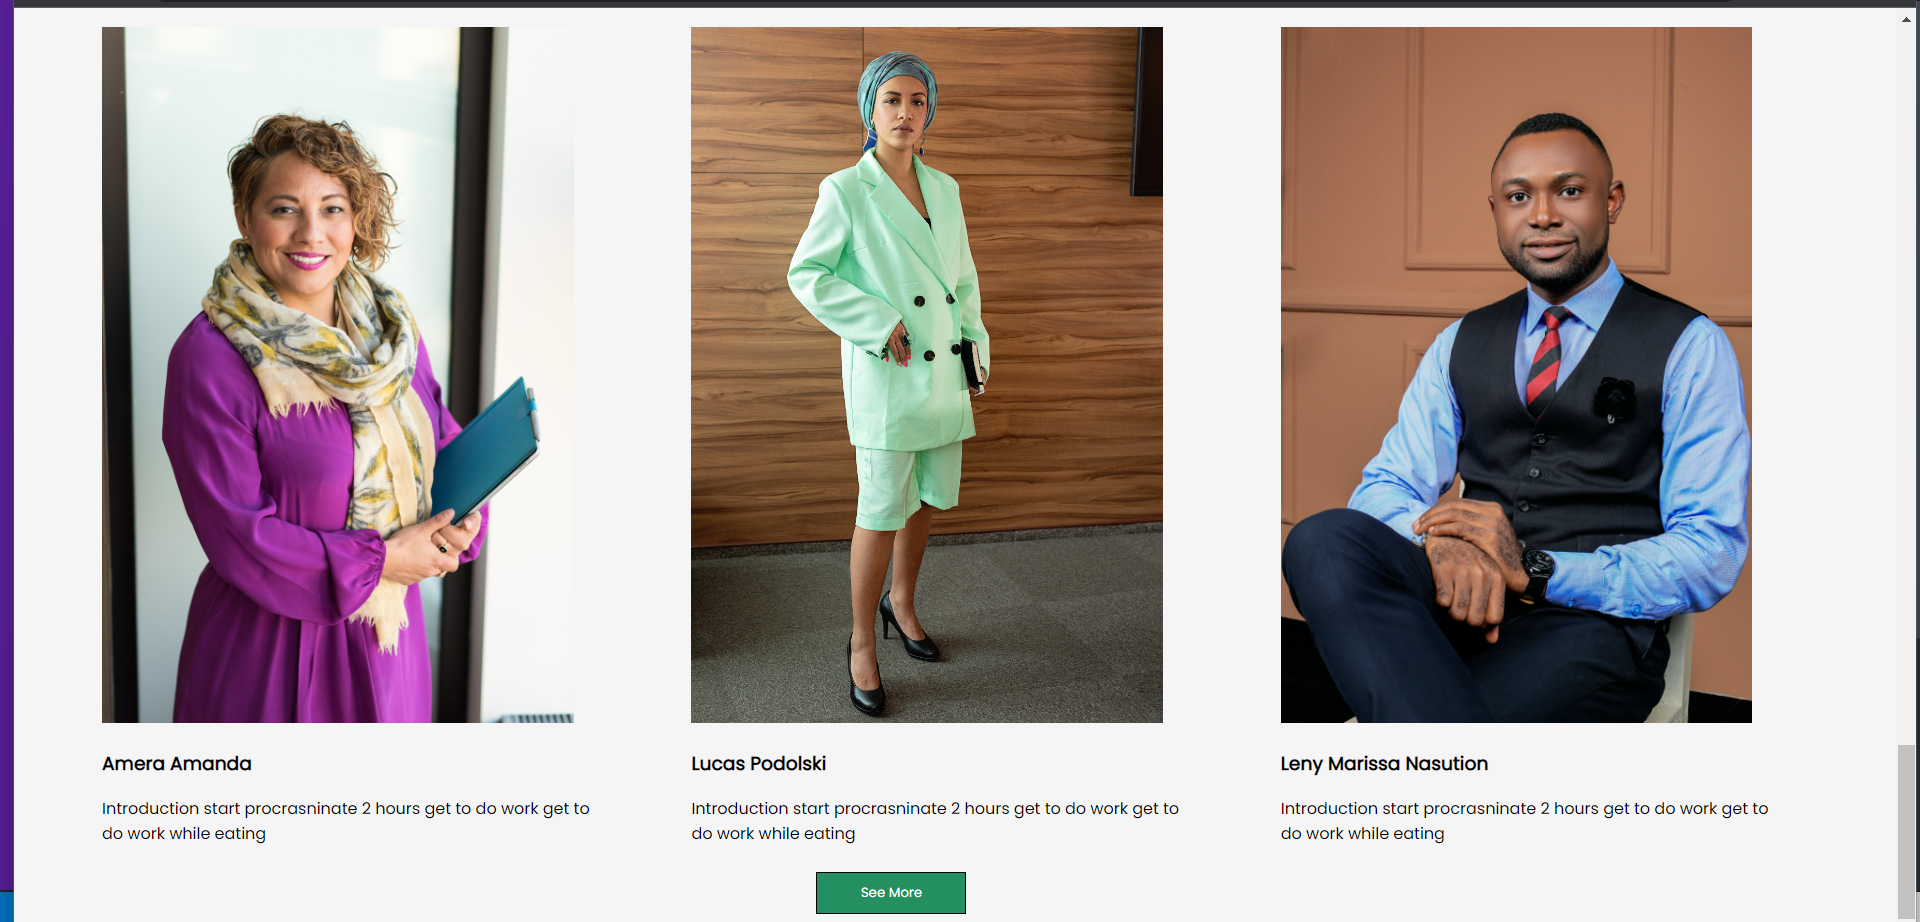 Amera Amanda
Introduction start procrasninate 2 hours get to do work get to
do work while eating
Lucas Podolski
Introduction start procrasninate 2 hours get to do work get to
do work while eating
Leny Marissa Nasution
Introduction start procrasninate 2 hours get to do work get to
do work while eating
See More